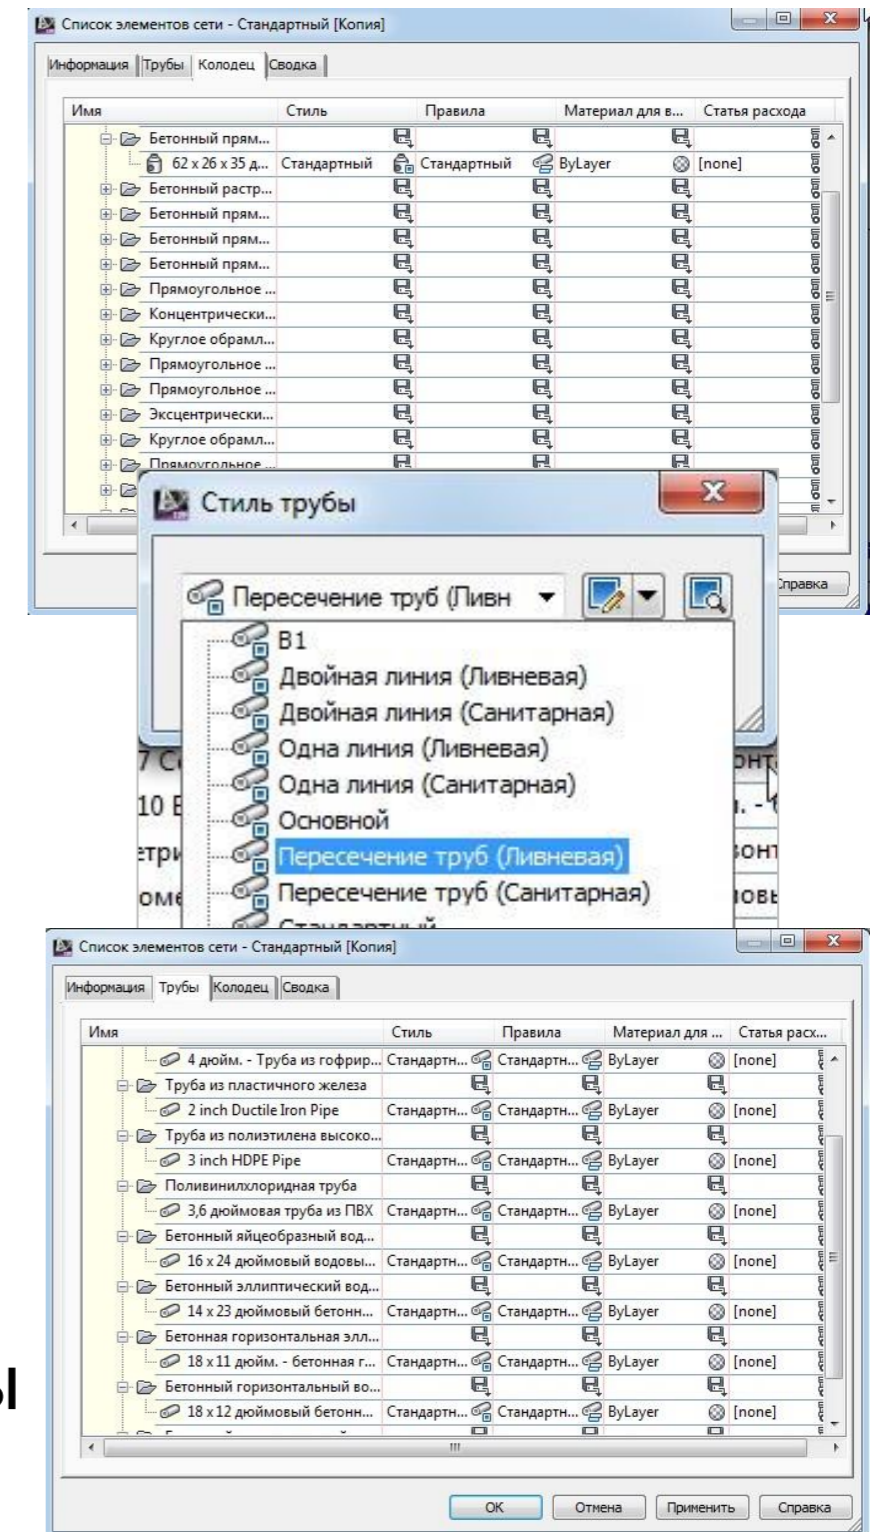 Список элементов сети - Стандартный [Копия]
Информация Трубы Колодец Сводка
Имя Стиль Правила Материал для в... Статья расхода
Бетонный прям...
62 x 26 x 35 д... Стандартный Стандартный ByLayer [none]
Бетонный растр...
Бетонный прям...
Бетонный прям...
Бетонный прям...
Прямоугольное ...
Концентрически...
Круглое обрамл...
Прямоугольное ...
Прямоугольное ...
Эксцентрически...
Круглое обрамл...
Прямоугольное ...
Справка
Стиль трубы
Пересечение труб (Ливн
В1
Двойная линия (Ливневая)
Двойная линия (Санитарная)
Одна линия (Ливневая)
Одна линия (Санитарная)
Основной
Пересечение труб (Ливневая)
Пересечение труб (Санитарная)
Стандартный
Список элементов сети - Стандартный [Копия]
Информация Трубы Колодец Сводка
Имя Стиль Правила Материал для ... Статья расх...
4 дюйм. - Труба из гофрир... Стандартн... Стандартн... ByLayer [none]
Труба из пластичного железа
2 inch Ductile Iron Pipe Стандартн... Стандартн... ByLayer [none]
Труба из полиэтилена высоко...
3 inch HDPE Pipe Стандартн... Стандартн... ByLayer [none]
Поливинилхлоридная труба
3,6 дюймовая труба из ПВХ Стандартн... Стандартн... ByLayer [none]
Бетонный яйцеобразный вод...
16 x 24 дюймовый водовы... Стандартн... Стандартн... ByLayer [none]
Бетонный эллиптический вод...
14 x 23 дюймовый бетонн... Стандартн... Стандартн... ByLayer [none]
Бетонная горизонтальная элл...
18 x 11 дюйм. - бетонная г... Стандартн... Стандартн... ByLayer [none]
ы
Бетонный горизонтальный во...
18 x 12 дюймовый бетонн... Стандартн... Стандартн... ByLayer [none]
ОК Отмена Применить Справка